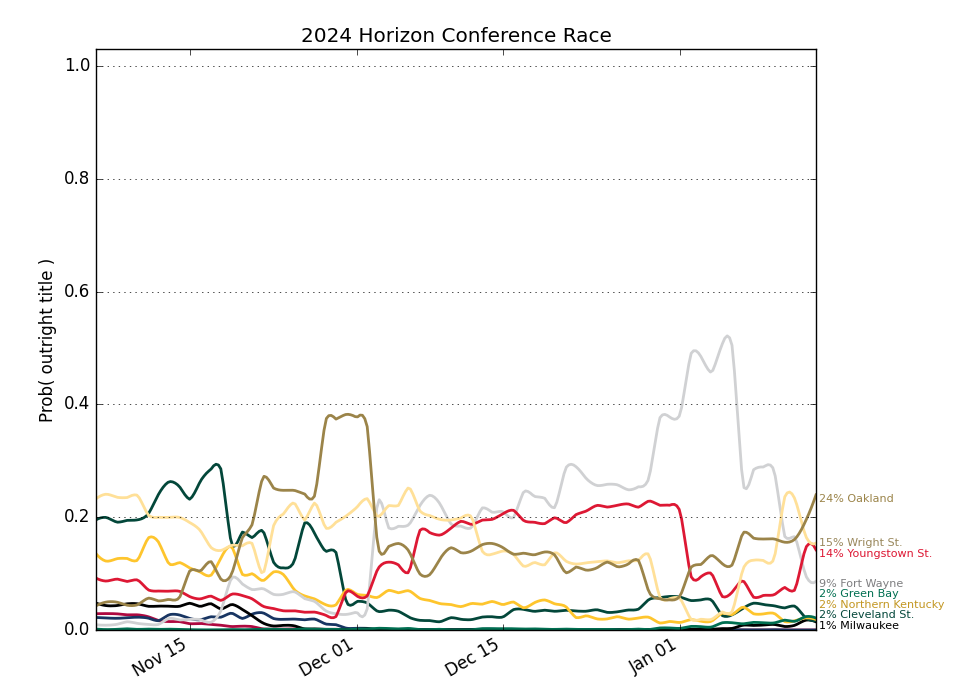 2024 Horizon Conference Race
1.0
0.8
0.6
0.4
0.2
0.0
Prob( outright title )
Nov 15
Dec 01
Dec 15
Jan 01
24% Oakland
15% Wright St.
14% Youngstown St.
9% Fort Wayne
2% Green Bay
2% Northern Kentucky
2% Cleveland St.
1% Milwaukee